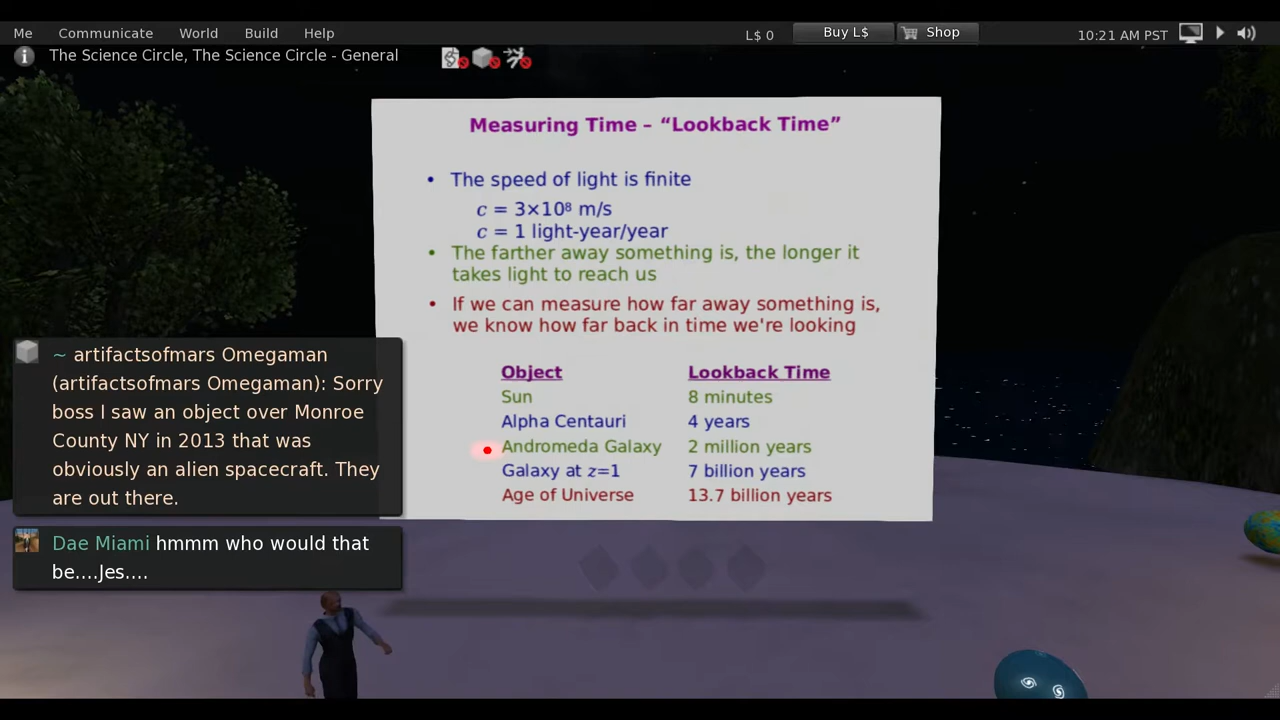 Me Communicate World Build Help L$ 0 Buy L$ Shop 10:21 AM PST
The Science Circle, The Science Circle - General
Measuring Time – “Lookback Time”
• The speed of light is finite
c = 3×10⁸ m/s
c = 1 light-year/year
• The farther away something is, the longer it
takes light to reach us
• If we can measure how far away something is,
we know how far back in time we're looking
Object Lookback Time
Sun 8 minutes
Alpha Centauri 4 years
Andromeda Galaxy 2 million years
Galaxy at z=1 7 billion years
Age of Universe 13.7 billion years
~ artifactsofmars Omegaman
(artifactsofmars Omegaman): Sorry
boss I saw an object over Monroe
County NY in 2013 that was
obviously an alien spacecraft. They
are out there.
Dae Miami hmmm who would that
be....Jes....